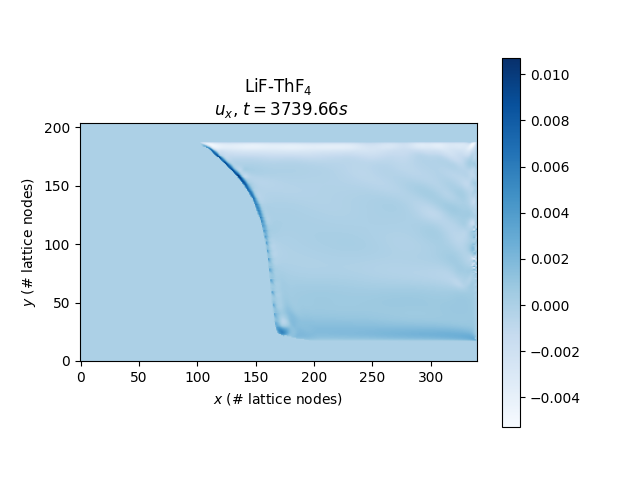 LiF-ThF₄
uₓ, t = 3739.66s
200
150
100
50
0
y (# lattice nodes)
0 50 100 150 200 250 300
x (# lattice nodes)
0.010
0.008
0.006
0.004
0.002
0.000
−0.002
−0.004